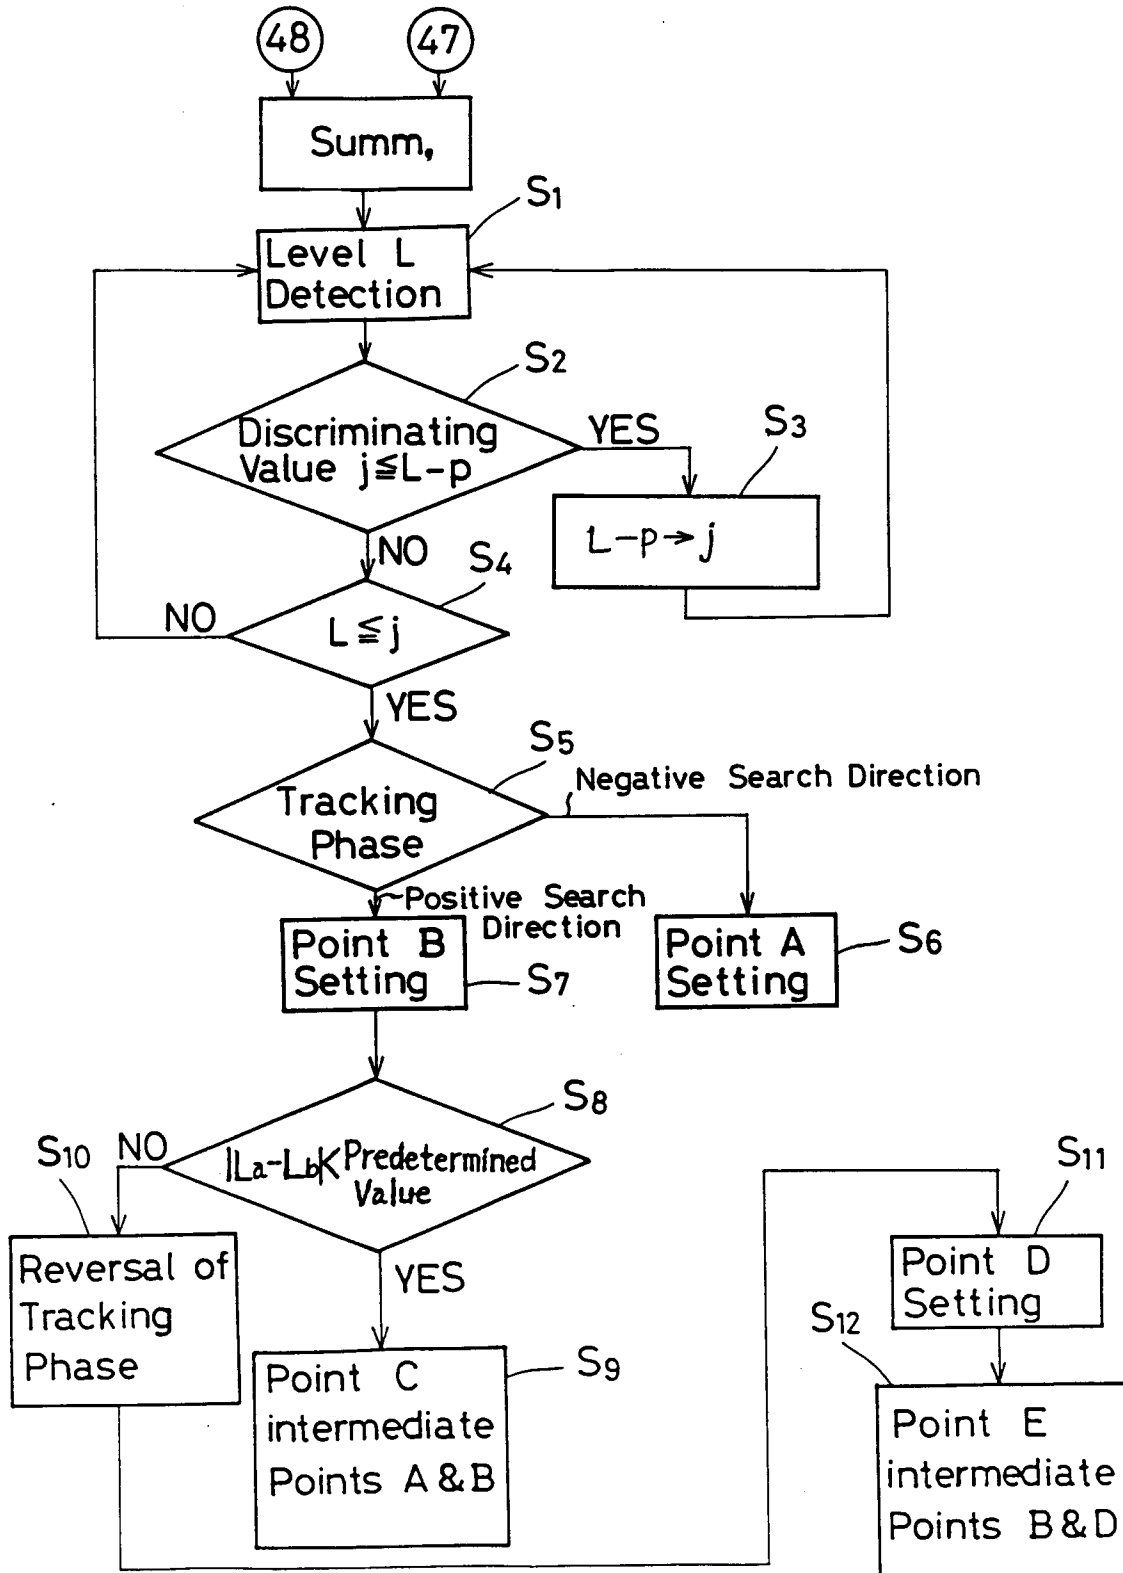 48
47
Summ,
S1
Level L
Detection
S2
Discriminating
Value j≦L-p
YES
S3
L-p→j
NO
S4
NO
L≦j
YES
S5
Negative Search Direction
Tracking
Phase
Positive Search
Direction
Point B
Setting
S7
Point A
Setting
S6
S8
|La-Lb|< Predetermined
Value
NO
S10
YES
Reversal of
Tracking
Phase
S9
Point C
intermediate
Points A & B
S11
Point D
Setting
S12
Point E
intermediate
Points B & D